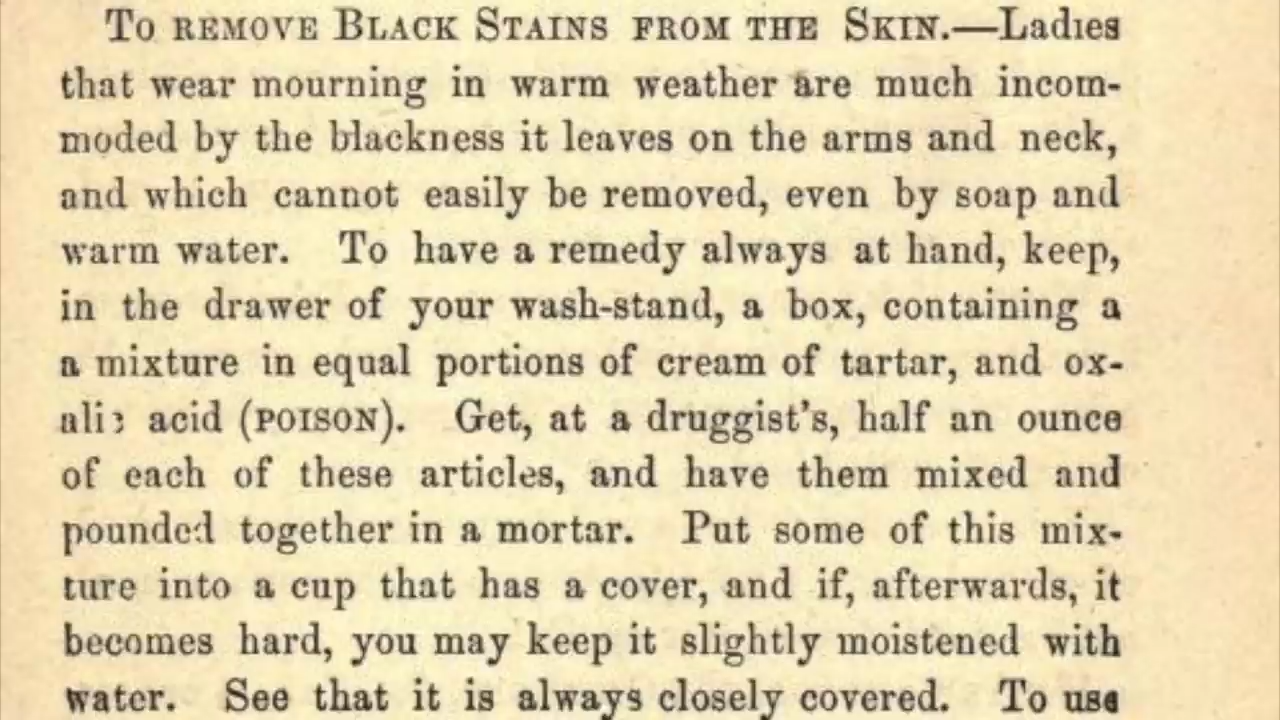 To remove Black Stains from the Skin.—Ladies
that wear mourning in warm weather are much incom-
moded by the blackness it leaves on the arms and neck,
and which cannot easily be removed, even by soap and
warm water. To have a remedy always at hand, keep,
in the drawer of your wash-stand, a box, containing a
a mixture in equal portions of cream of tartar, and ox-
alic acid (poison). Get, at a druggist's, half an ounce
of each of these articles, and have them mixed and
pounded together in a mortar. Put some of this mix-
ture into a cup that has a cover, and if, afterwards, it
becomes hard, you may keep it slightly moistened with
water. See that it is always closely covered. To use